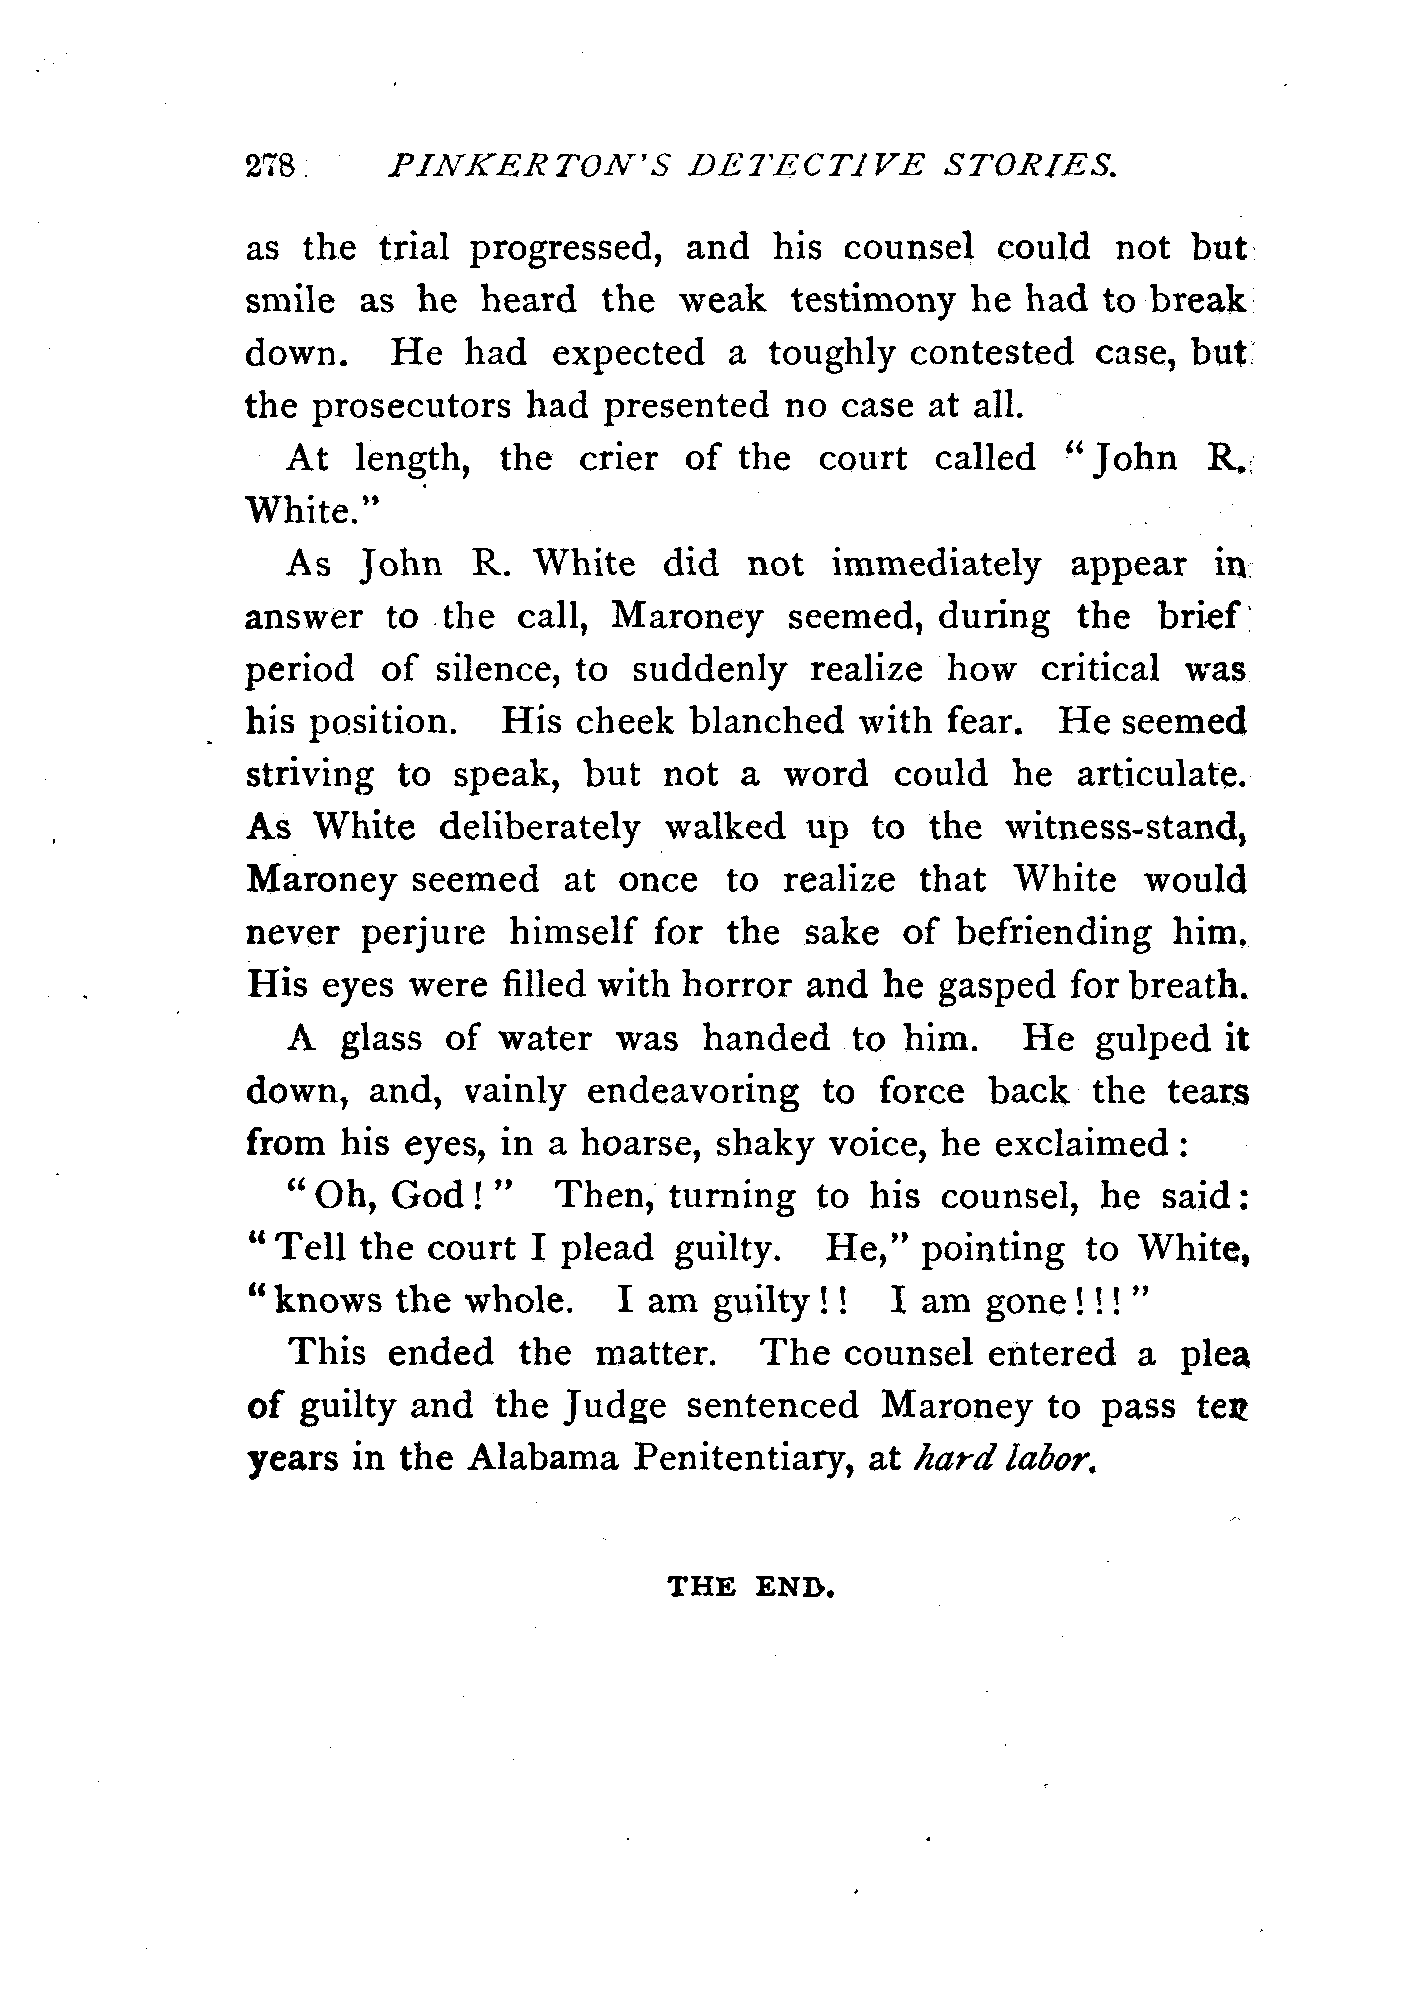 278 PINKERTON'S DETECTIVE STORIES.
as the trial progressed, and his counsel could not but
smile as he heard the weak testimony he had to break
down. He had expected a toughly contested case, but
the prosecutors had presented no case at all.
At length, the crier of the court called "John R.
White."
As John R. White did not immediately appear in
answer to the call, Maroney seemed, during the brief
period of silence, to suddenly realize how critical was
his position. His cheek blanched with fear. He seemed
striving to speak, but not a word could he articulate.
As White deliberately walked up to the witness-stand,
Maroney seemed at once to realize that White would
never perjure himself for the sake of befriending him.
His eyes were filled with horror and he gasped for breath.
A glass of water was handed to him. He gulped it
down, and, vainly endeavoring to force back the tears
from his eyes, in a hoarse, shaky voice, he exclaimed :
"Oh, God!" Then, turning to his counsel, he said:
"Tell the court I plead guilty. He," pointing to White,
"knows the whole. I am guilty!! I am gone!!!"
This ended the matter. The counsel entered a plea
of guilty and the Judge sentenced Maroney to pass ten
years in the Alabama Penitentiary, at hard labor.
THE END.